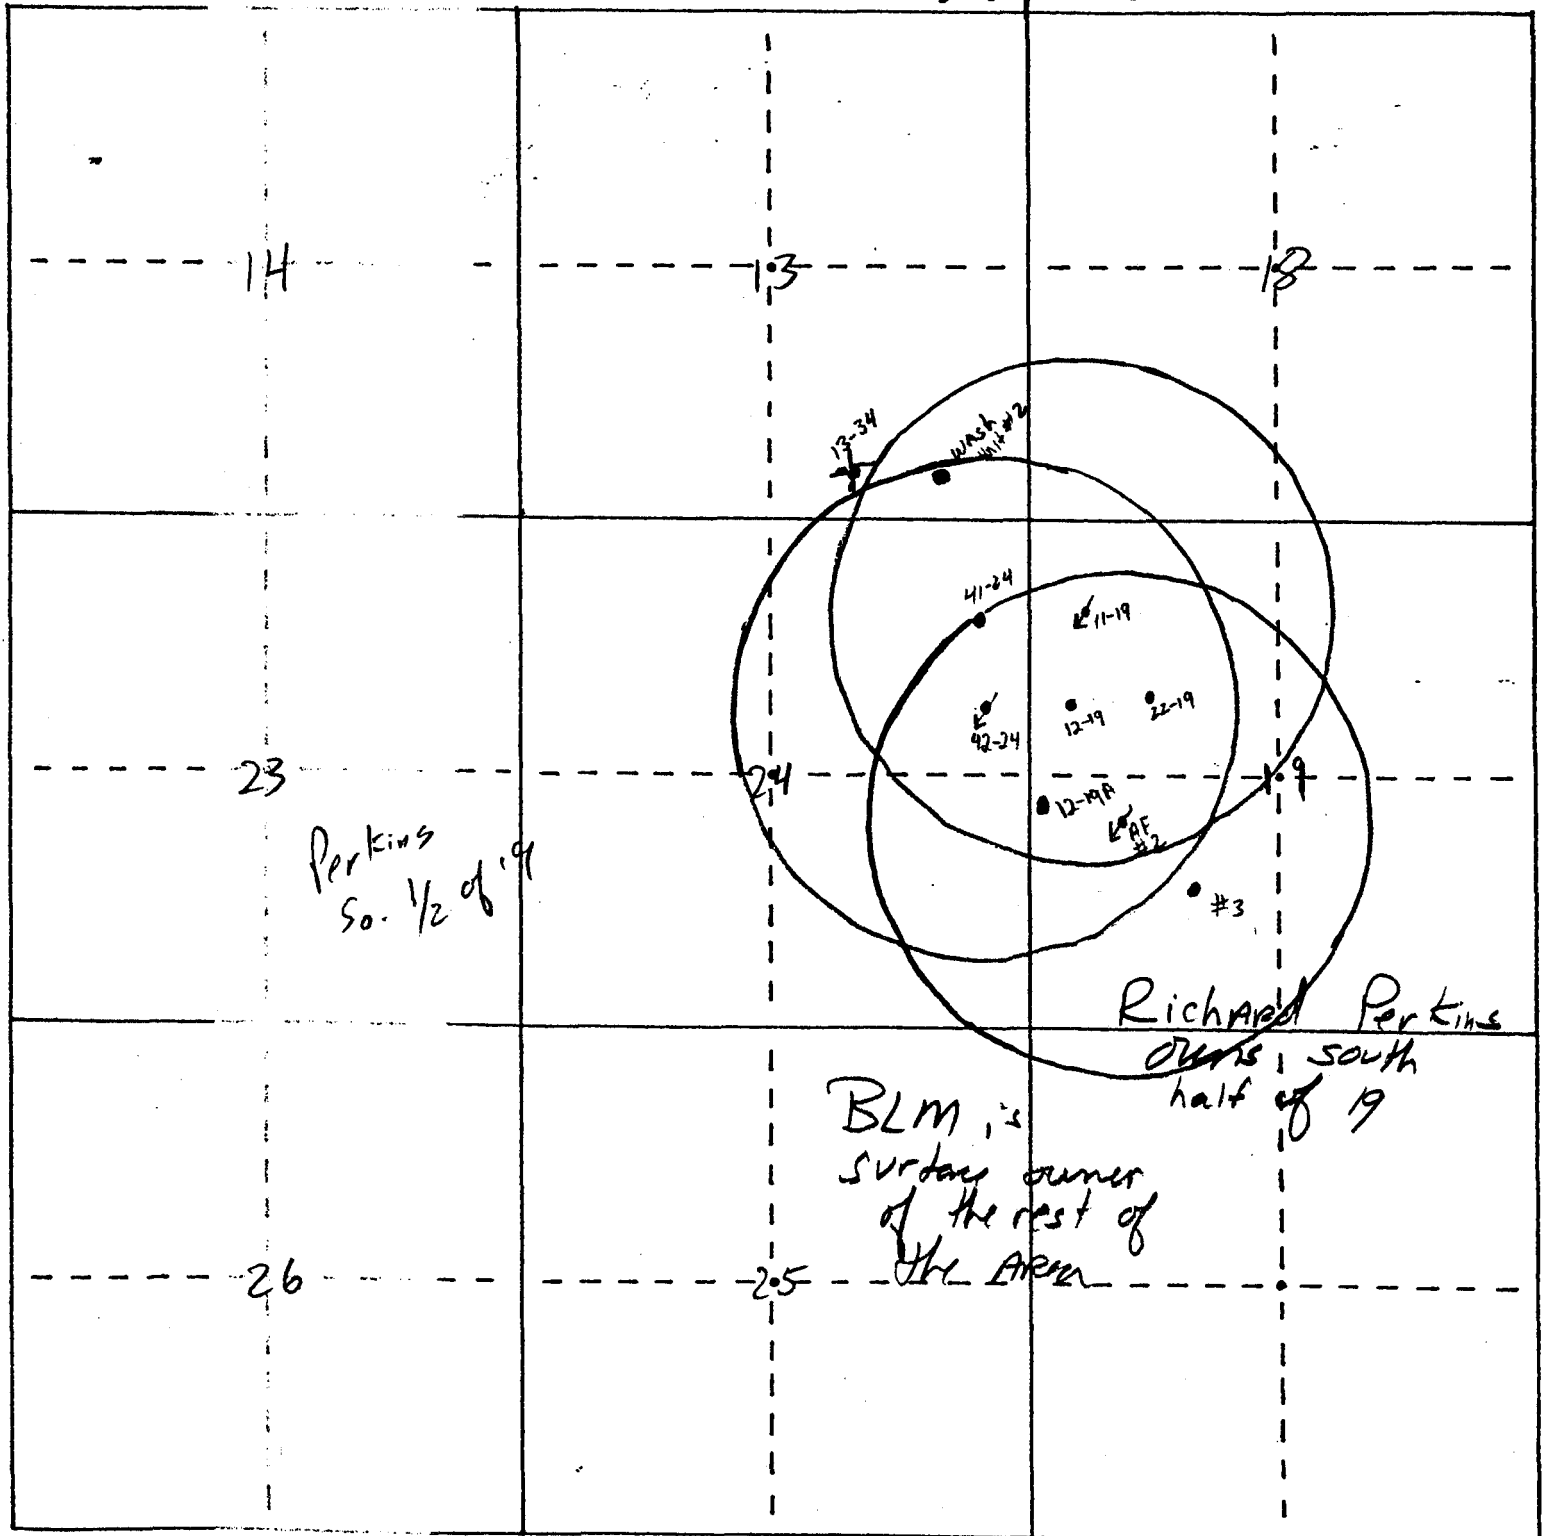 14
13
18
13-34
Wash
Unit #2
41-24
11-19
42-24
12-19
22-19
23
24
19
12-19A
AF
#2
Perkins
So. 1/2 of 19
#3
Richard Perkins
owns south
half of 19
BLM is
surface owner
of the rest of
the Area
26
25